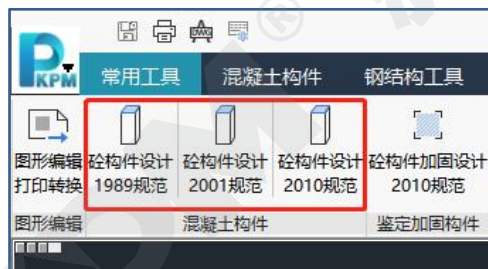 DWG
PKPM
常用工具 混凝土构件 钢结构工具
图形编辑 砼构件设计 砼构件设计 砼构件设计 砼构件加固设计
打印转换 1989规范 2001规范 2010规范 2010规范
图形编辑 混凝土构件 鉴定加固构件